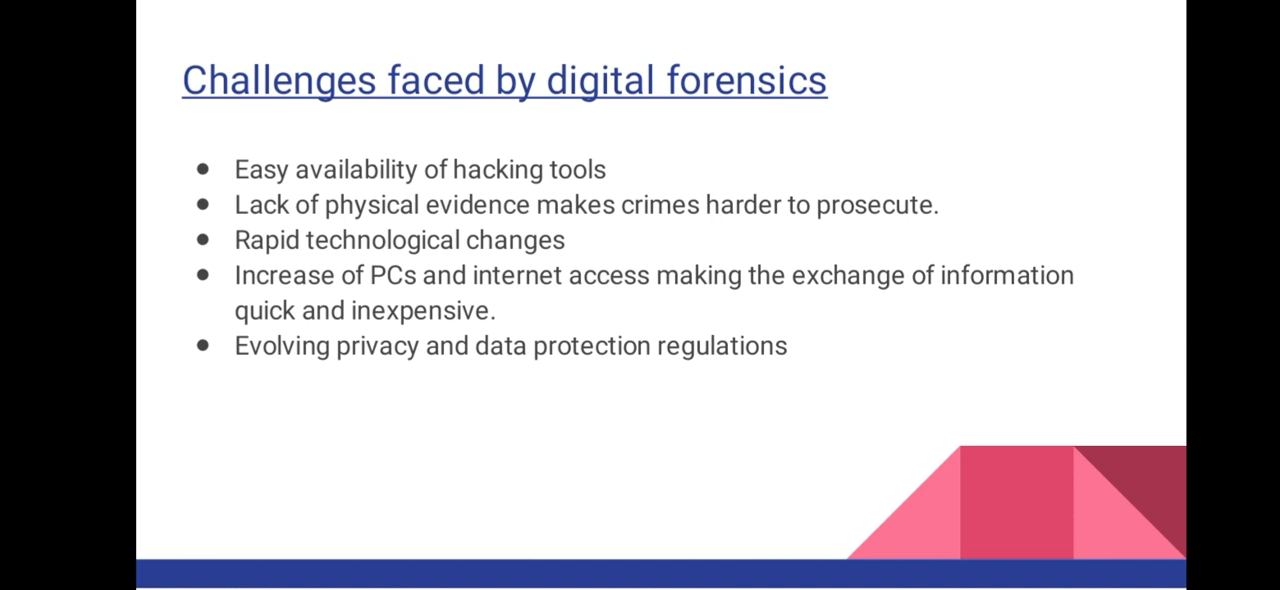 Challenges faced by digital forensics
● Easy availability of hacking tools
● Lack of physical evidence makes crimes harder to prosecute.
● Rapid technological changes
● Increase of PCs and internet access making the exchange of information
quick and inexpensive.
● Evolving privacy and data protection regulations